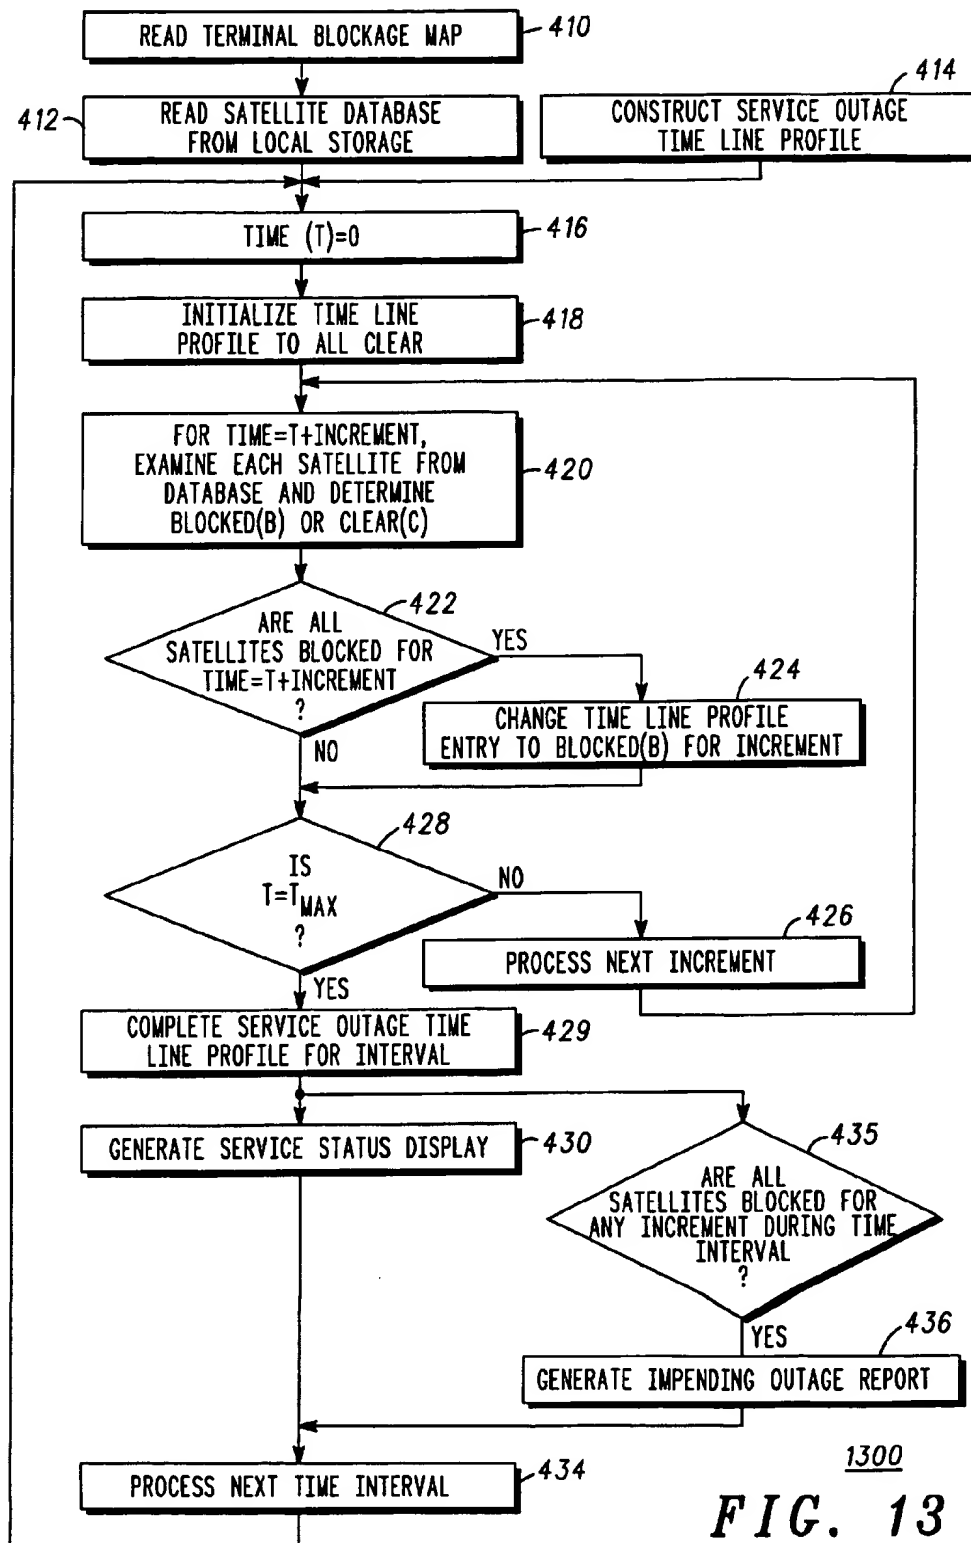 READ TERMINAL BLOCKAGE MAP
410
412
READ SATELLITE DATABASE
FROM LOCAL STORAGE
414
CONSTRUCT SERVICE OUTAGE
TIME LINE PROFILE
TIME (T)=0
416
INITIALIZE TIME LINE
PROFILE TO ALL CLEAR
418
FOR TIME=T+INCREMENT,
EXAMINE EACH SATELLITE FROM
DATABASE AND DETERMINE
BLOCKED(B) OR CLEAR(C)
420
422
ARE ALL
SATELLITES BLOCKED FOR
TIME=T+INCREMENT
?
YES
NO
424
CHANGE TIME LINE PROFILE
ENTRY TO BLOCKED(B) FOR INCREMENT
428
IS
T=TMAX
?
NO
YES
426
PROCESS NEXT INCREMENT
COMPLETE SERVICE OUTAGE TIME
LINE PROFILE FOR INTERVAL
429
GENERATE SERVICE STATUS DISPLAY
430
435
ARE ALL
SATELLITES BLOCKED FOR
ANY INCREMENT DURING TIME
INTERVAL
?
YES
436
GENERATE IMPENDING OUTAGE REPORT
PROCESS NEXT TIME INTERVAL
434
1300
FIG. 13